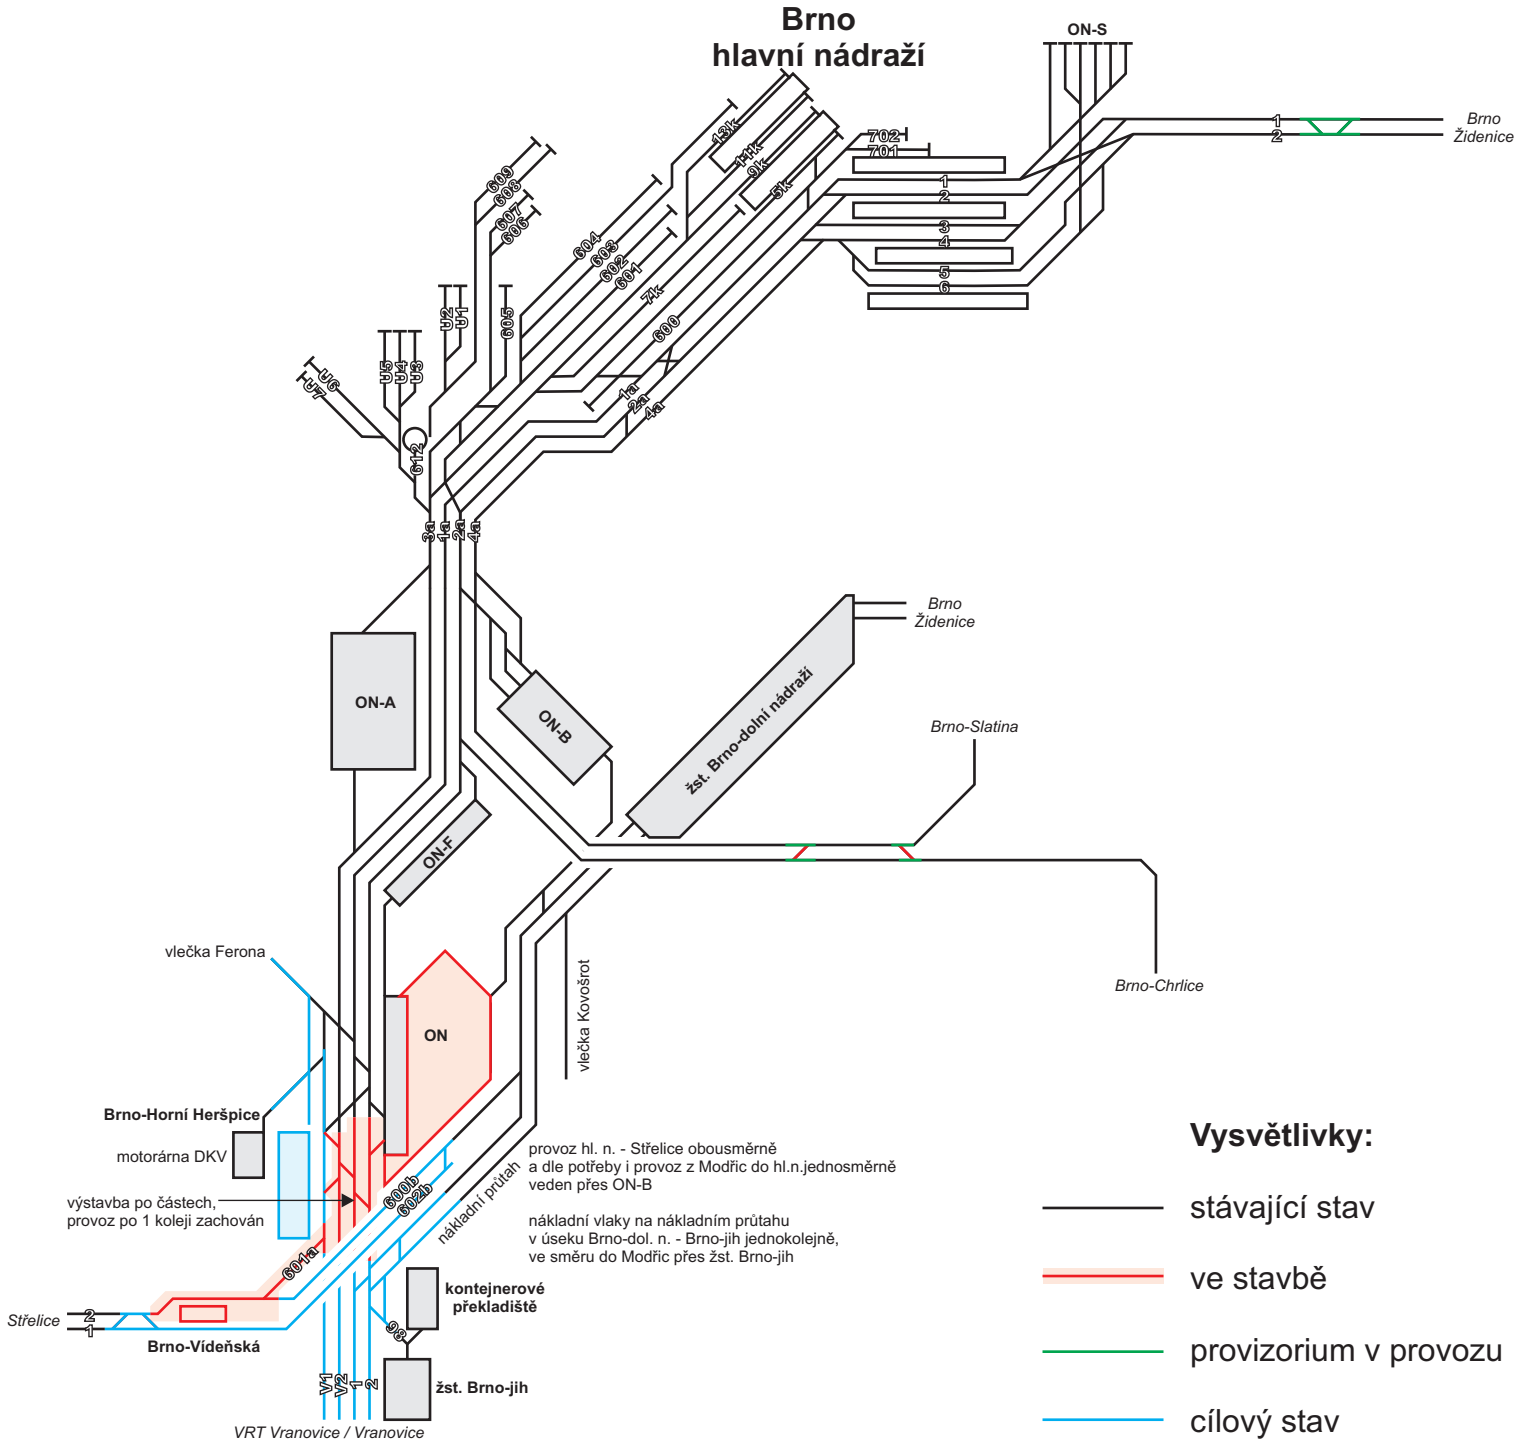 Brno
hlavní nádraží
ON-S
1
2
Brno
Židenice
702
701
13k
11k
9k
5k
1
2
3
4
5
6
609
608
607
606
604
603
602
601
7k
600
605
U2
U1
U5
U4
U3
U6
U7
612
1a
2a
4a
3a
1a
2a
4a
ON-A
ON-B
žst. Brno-dolní nádraží
Brno
Židenice
Brno-Slatina
ON-F
Brno-Chrlice
vlečka Ferona
ON
vlečka Kovošrot
Brno-Horní Heršpice
motorárna DKV
výstavba po částech,
provoz po 1 koleji zachován
600b
602b
nákladní průtah
provoz hl. n. - Střelice obousměrně
a dle potřeby i provoz z Modřic do hl.n.jednosměrně
veden přes ON-B
nákladní vlaky na nákladním průtahu
v úseku Brno-dol. n. - Brno-jih jednokolejně,
ve směru do Modřic přes žst. Brno-jih
601a
kontejnerové
překladiště
Střelice
2
1
Brno-Vídeňská
98
V1
V2
1
2
žst. Brno-jih
VRT Vranovice / Vranovice
Vysvětlivky:
stávající stav
ve stavbě
provizorium v provozu
cílový stav